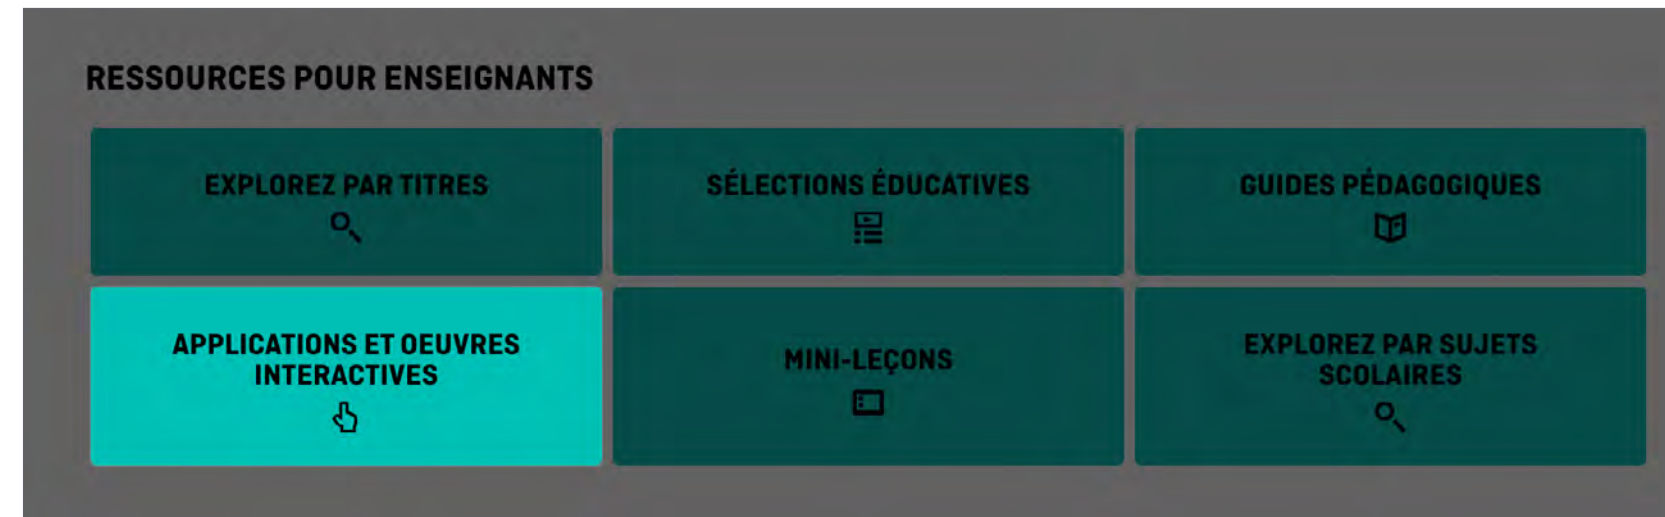 RESSOURCES POUR ENSEIGNANTS
EXPLOREZ PAR TITRES
SÉLECTIONS ÉDUCATIVES
GUIDES PÉDAGOGIQUES
APPLICATIONS ET OEUVRES
INTERACTIVES
MINI-LEÇONS
EXPLOREZ PAR SUJETS
SCOLAIRES